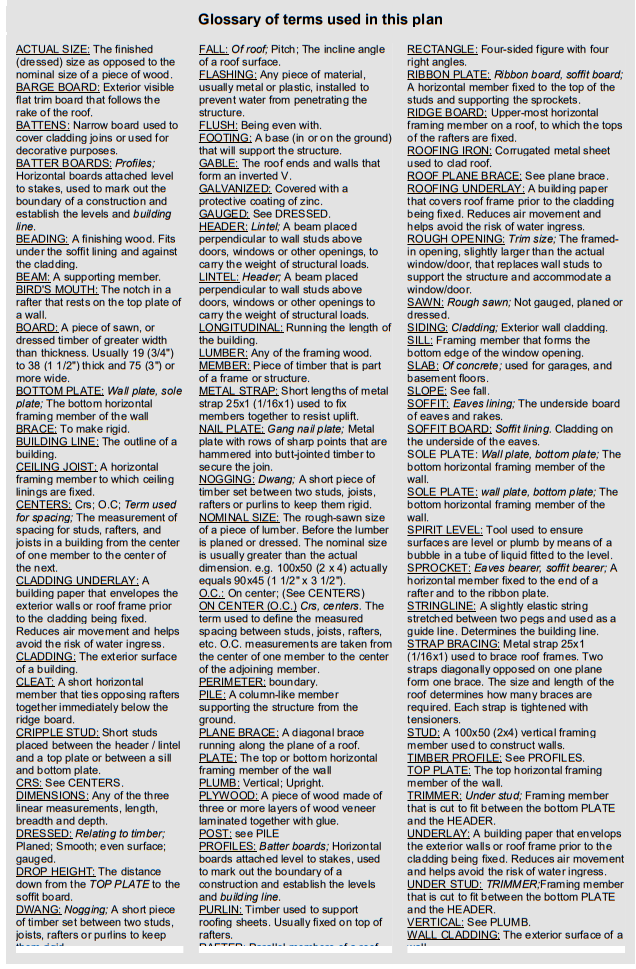 Glossary of terms used in this plan
ACTUAL SIZE: The finished
(dressed) size as opposed to the
nominal size of a piece of wood.
BARGE BOARD: Exterior visible
flat trim board that follows the
rake of the roof.
BATTENS: Narrow board used to
cover cladding joins or used for
decorative purposes.
BATTER BOARDS: Profiles;
Horizontal boards attached level
to stakes, used to mark out the
boundary of a construction and
establish the levels and building
line.
BEADING: A finishing wood. Fits
under the soffit lining and against
the cladding.
BEAM: A supporting member.
BIRD'S MOUTH: The notch in a
rafter that rests on the top plate of
a wall.
BOARD: A piece of sawn, or
dressed timber of greater width
than thickness. Usually 19 (3/4")
to 38 (1 1/2") thick and 75 (3") or
more wide.
BOTTOM PLATE: Wall plate, sole
plate; The bottom horizontal
framing member of the wall
BRACE: To make rigid.
BUILDING LINE: The outline of a
building.
CEILING JOIST: A horizontal
framing member to which ceiling
linings are fixed.
CENTERS: Crs; O.C; Term used
for spacing; The measurement of
spacing for studs, rafters, and
joists in a building from the center
of one member to the center of
the next.
CLADDING UNDERLAY: A
building paper that envelopes the
exterior walls or roof frame prior
to the cladding being fixed.
Reduces air movement and helps
avoid the risk of water ingress.
CLADDING: The exterior surface
of a building.
CLEAT: A short horizontal
member that ties opposing rafters
together immediately below the
ridge board.
CRIPPLE STUD: Short studs
placed between the header / lintel
and a top plate or between a sill
and bottom plate.
CRS: See CENTERS.
DIMENSIONS; Any of the three
linear measurements, length,
breadth and depth.
DRESSED: Relating to timber;
Planed; Smooth; even surface;
gauged.
DROP HEIGHT: The distance
down from the TOP PLATE to the
soffit board.
DWANG: Nogging; A short piece
of timber set between two studs,
joists, rafters or purlins to keep
them rigid.
FALL: Of roof; Pitch; The incline angle
of a roof surface.
FLASHING: Any piece of material,
usually metal or plastic, installed to
prevent water from penetrating the
structure.
FLUSH: Being even with.
FOOTING: A base (in or on the ground)
that will support the structure.
GABLE: The roof ends and walls that
form an inverted V.
GALVANIZED: Covered with a
protective coating of zinc.
GAUGED: See DRESSED.
HEADER: Lintel; A beam placed
perpendicular to wall studs above
doors, windows or other openings, to
carry the weight of structural loads.
LINTEL: Header; A beam placed
perpendicular to wall studs above
doors, windows or other openings to
carry the weight of structural loads.
LONGITUDINAL: Running the length of
the building.
LUMBER: Any of the framing wood.
MEMBER: Piece of timber that is part
of a frame or structure.
METAL STRAP: Short lengths of metal
strap 25x1 (1/16x1) used to fix
members together to resist uplift.
NAIL PLATE: Gang nail plate; Metal
plate with rows of sharp points that are
hammered into butt-jointed timber to
secure the join.
NOGGING: Dwang; A short piece of
timber set between two studs, joists,
rafters or purlins to keep them rigid.
NOMINAL SIZE: The rough-sawn size
of a piece of lumber. Before the lumber
is planed or dressed. The nominal size
is usually greater than the actual
dimension. e.g. 100x50 (2 x 4) actually
equals 90x45 (1 1/2" x 3 1/2").
O.C.: On center; (See CENTERS)
ON CENTER (O.C.) Crs, centers. The
term used to define the measured
spacing between studs, joists, rafters,
etc. O.C. measurements are taken from
the center of one member to the center
of the adjoining member.
PERIMETER: boundary.
PILE: A column-like member
supporting the structure from the
ground.
PLANE BRACE: A diagonal brace
running along the plane of a roof.
PLATE: The top or bottom horizontal
framing member of the wall
PLUMB: Vertical; Upright.
PLYWOOD: A piece of wood made of
three or more layers of wood veneer
laminated together with glue.
POST: see PILE
PROFILES: Batter boards; Horizontal
boards attached level to stakes, used
to mark out the boundary of a
construction and establish the levels
and building line.
PURLIN: Timber used to support
roofing sheets. Usually fixed on top of
rafters.
RAFTER: Parallel members of a roof
RECTANGLE: Four-sided figure with four
right angles.
RIBBON PLATE: Ribbon board, soffit board;
A horizontal member fixed to the top of the
studs and supporting the sprockets.
RIDGE BOARD: Upper-most horizontal
framing member on a roof, to which the tops
of the rafters are fixed.
ROOFING IRON: Corrugated metal sheet
used to clad roof.
ROOF PLANE BRACE: See plane brace.
ROOFING UNDERLAY: A building paper
that covers roof frame prior to the cladding
being fixed. Reduces air movement and
helps avoid the risk of water ingress.
ROUGH OPENING: Trim size; The framed-
in opening, slightly larger than the actual
window/door, that replaces wall studs to
support the structure and accommodate a
window/door.
SAWN: Rough sawn; Not gauged, planed or
dressed.
SIDING: Cladding; Exterior wall cladding.
SILL: Framing member that forms the
bottom edge of the window opening.
SLAB: Of concrete; used for garages, and
basement floors.
SLOPE: See fall.
SOFFIT: Eaves lining; The underside board
of eaves and rakes.
SOFFIT BOARD: Soffit lining. Cladding on
the underside of the eaves.
SOLE PLATE: Wall plate, bottom plate; The
bottom horizontal framing member of the
wall.
SOLE PLATE: wall plate, bottom plate; The
bottom horizontal framing member of the
wall.
SPIRIT LEVEL: Tool used to ensure
surfaces are level or plumb by means of a
bubble in a tube of liquid fitted to the level.
SPROCKET: Eaves bearer, soffit bearer; A
horizontal member fixed to the end of a
rafter and to the ribbon plate.
STRINGLINE: A slightly elastic string
stretched between two pegs and used as a
guide line. Determines the building line.
STRAP BRACING: Metal strap 25x1
(1/16x1) used to brace roof frames. Two
straps diagonally opposed on one plane
form one brace. The size and length of the
roof determines how many braces are
required. Each strap is tightened with
tensioners.
STUD: A 100x50 (2x4) vertical framing
member used to construct walls.
TIMBER PROFILE: See PROFILES.
TOP PLATE: The top horizontal framing
member of the wall.
TRIMMER: Under stud; Framing member
that is cut to fit between the bottom PLATE
and the HEADER.
UNDERLAY: A building paper that envelops
the exterior walls or roof frame prior to the
cladding being fixed. Reduces air movement
and helps avoid the risk of water ingress.
UNDER STUD: TRIMMER;Framing member
that is cut to fit between the bottom PLATE
and the HEADER.
VERTICAL: See PLUMB.
WALL CLADDING: The exterior surface of a
wall.